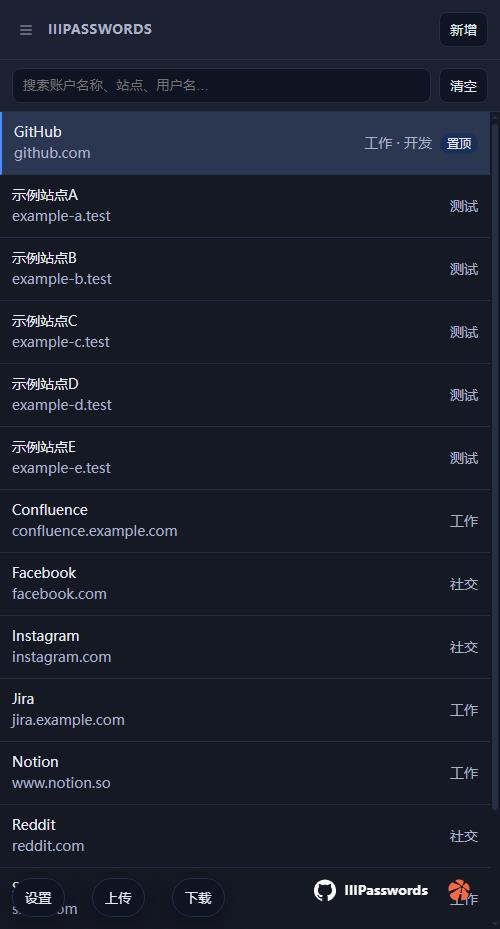 IIIPASSWORDS
新增
搜索账户名称、站点、用户名...
清空
GitHub
github.com
工作 · 开发
置顶
示例站点A
example-a.test
测试
示例站点B
example-b.test
测试
示例站点C
example-c.test
测试
示例站点D
example-d.test
测试
示例站点E
example-e.test
测试
Confluence
confluence.example.com
工作
Facebook
facebook.com
社交
Instagram
instagram.com
社交
Jira
jira.example.com
工作
Notion
www.notion.so
工作
Reddit
reddit.com
社交
设置
上传
下载
IIIPasswords
工作